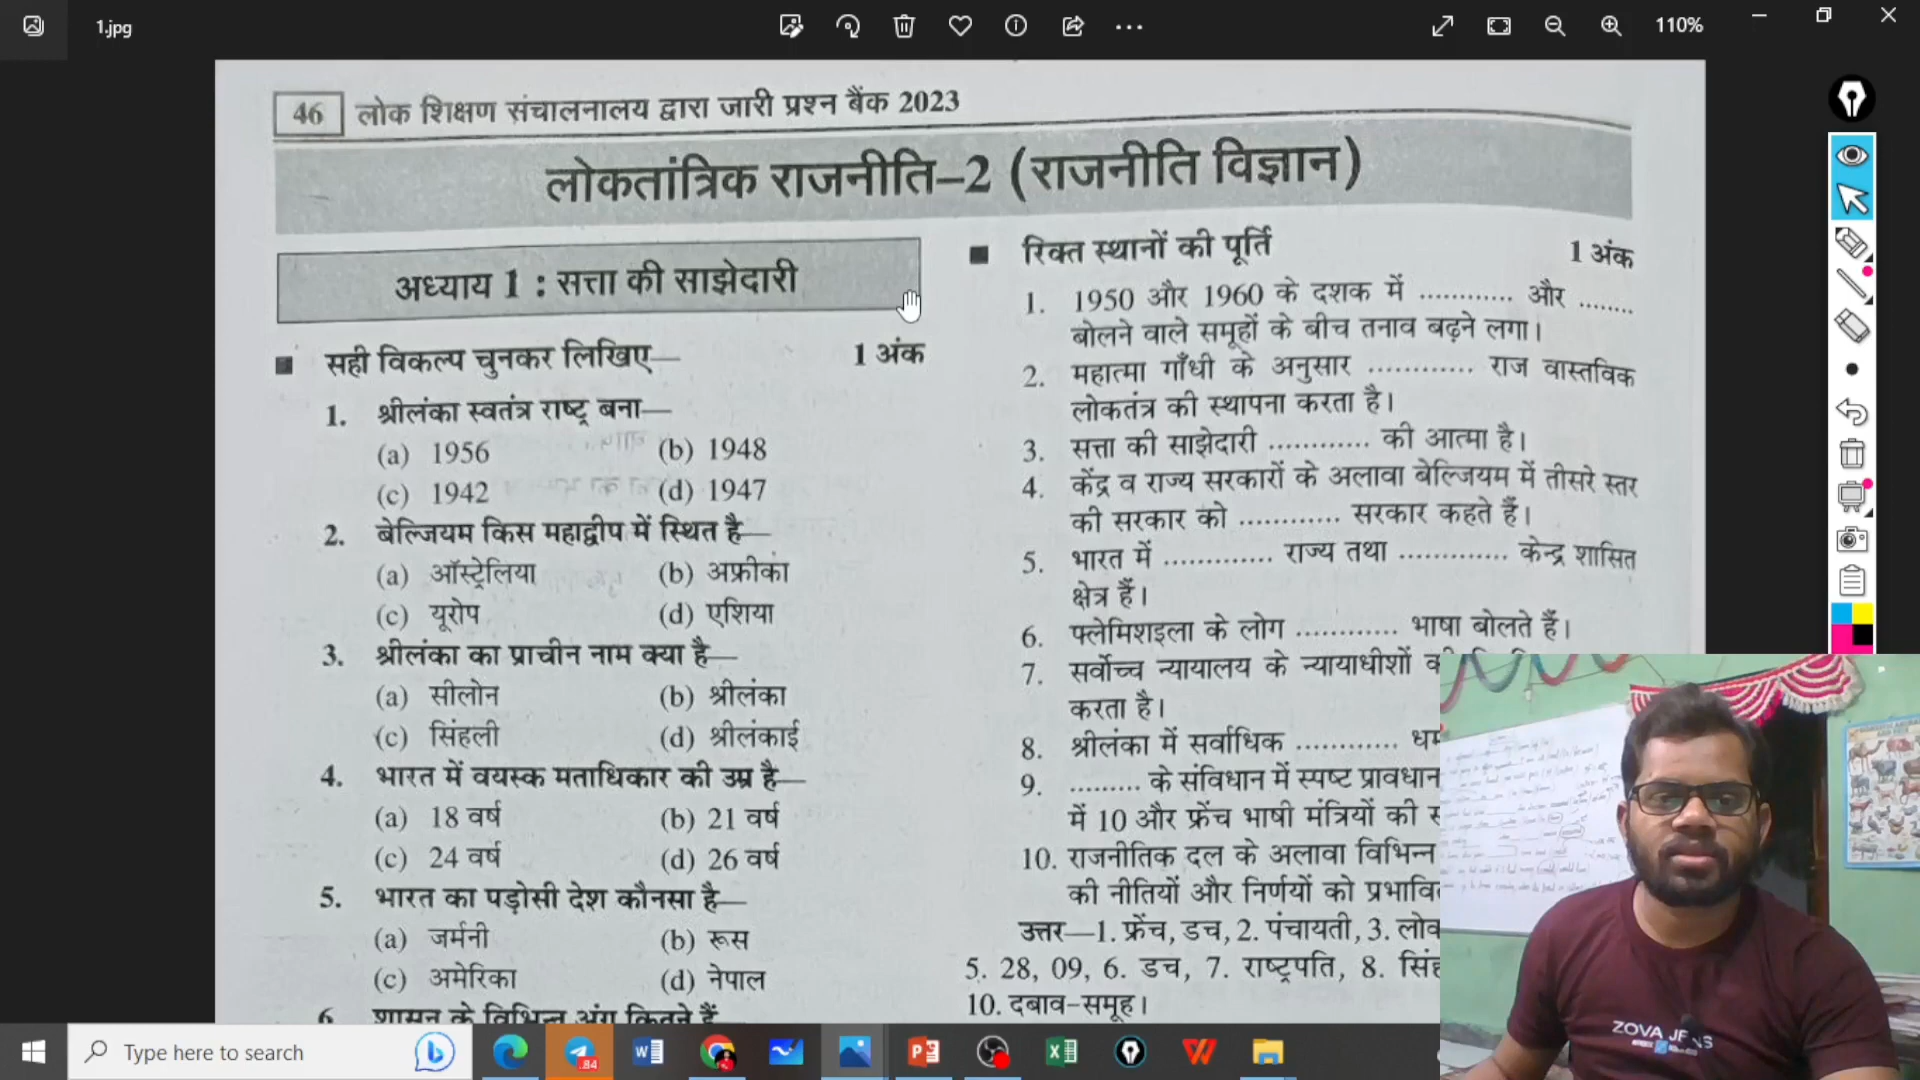 1.jpg
110%
46 लोक शिक्षण संचालनालय द्वारा जारी प्रश्न बैंक 2023
लोकतांत्रिक राजनीति–2 (राजनीति विज्ञान)
अध्याय 1 : सत्ता की साझेदारी
■ सही विकल्प चुनकर लिखिए— 1 अंक
1. श्रीलंका स्वतंत्र राष्ट्र बना—
(a) 1956 (b) 1948
(c) 1942 (d) 1947
2. बेल्जियम किस महाद्वीप में स्थित है—
(a) ऑस्ट्रेलिया (b) अफ्रीका
(c) यूरोप (d) एशिया
3. श्रीलंका का प्राचीन नाम क्या है—
(a) सीलोन (b) श्रीलंका
(c) सिंहली (d) श्रीलंकाई
4. भारत में वयस्क मताधिकार की उम्र है—
(a) 18 वर्ष (b) 21 वर्ष
(c) 24 वर्ष (d) 26 वर्ष
5. भारत का पड़ोसी देश कौनसा है—
(a) जर्मनी (b) रूस
(c) अमेरिका (d) नेपाल
6. शासन के विभिन्न अंग कितने हैं—
■ रिक्त स्थानों की पूर्ति 1 अंक
1. 1950 और 1960 के दशक में ............ और ........
बोलने वाले समूहों के बीच तनाव बढ़ने लगा।
2. महात्मा गाँधी के अनुसार ............ राज वास्तविक
लोकतंत्र की स्थापना करता है।
3. सत्ता की साझेदारी ............ की आत्मा है।
4. केंद्र व राज्य सरकारों के अलावा बेल्जियम में तीसरे स्तर
की सरकार को ............ सरकार कहते हैं।
5. भारत में ............ राज्य तथा ............ केन्द्र शासित
क्षेत्र हैं।
6. फ्लेमिशइला के लोग ............ भाषा बोलते हैं।
7. सर्वोच्च न्यायालय के न्यायाधीशों
करता है।
8. श्रीलंका में सर्वाधिक ............
9. ......... के संविधान में स्पष्ट प्रावधान
में 10 और फ्रेंच भाषी मंत्रियों की
10. राजनीतिक दल के अलावा विभिन्न
की नीतियों और निर्णयों को
उत्तर—1. फ्रेंच, डच, 2. पंचायती, 3.
5. 28, 09, 6. डच, 7. राष्ट्रपति, 8.
10. दबाव-समूह।
ZOVA JEANS
Type here to search
84